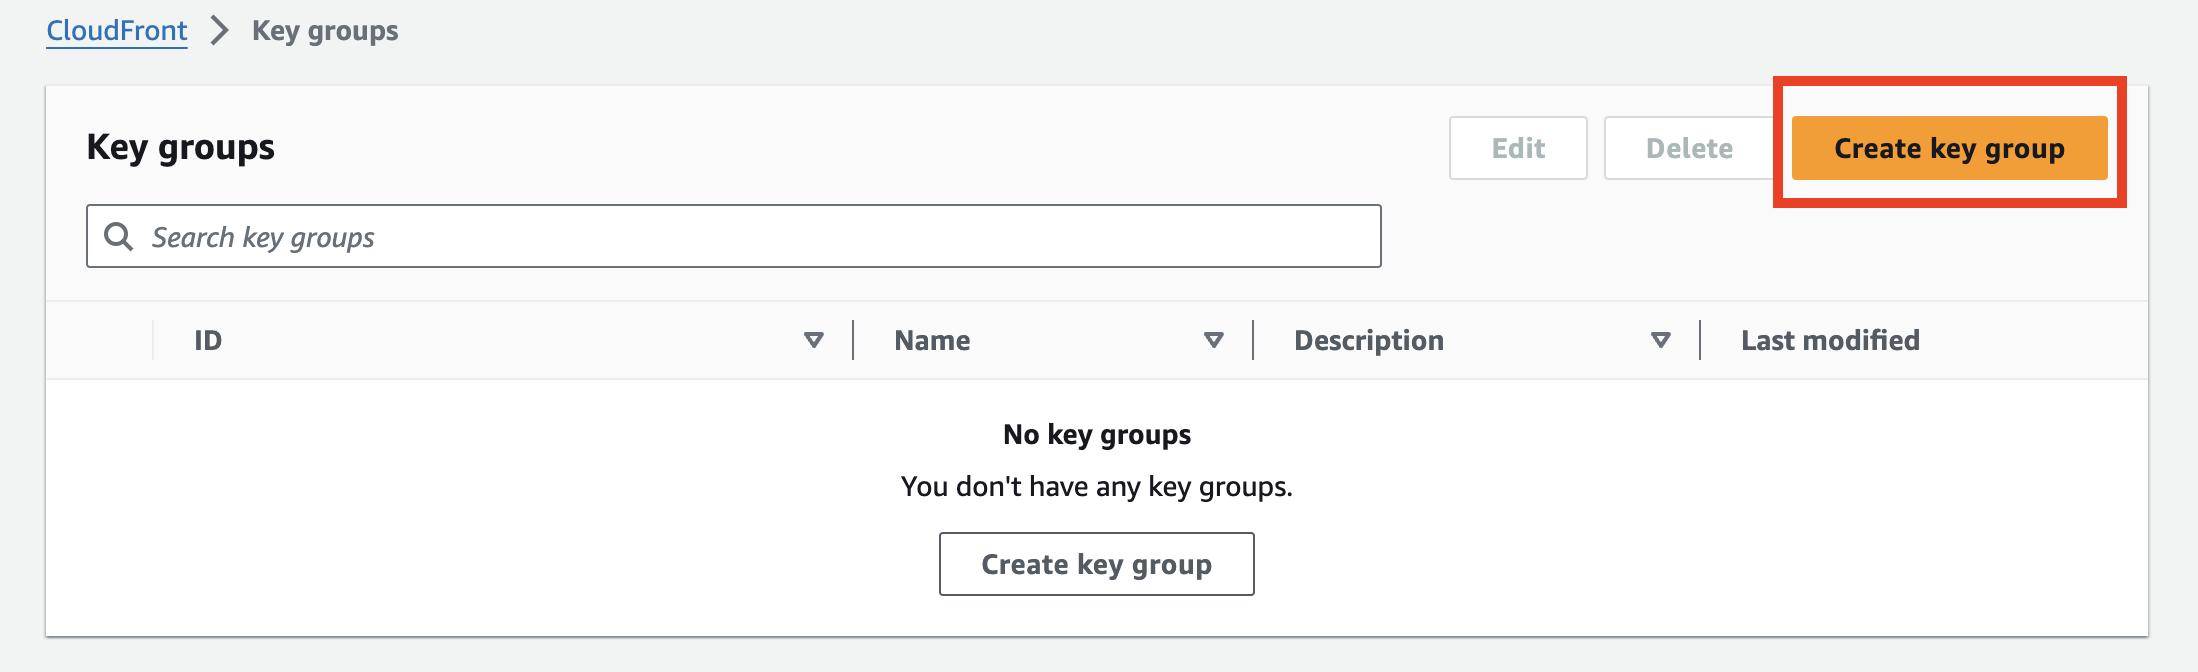 CloudFront > Key groups
Key groups
Edit
Delete
Create key group
Search key groups
ID
Name
Description
Last modified
No key groups
You don't have any key groups.
Create key group